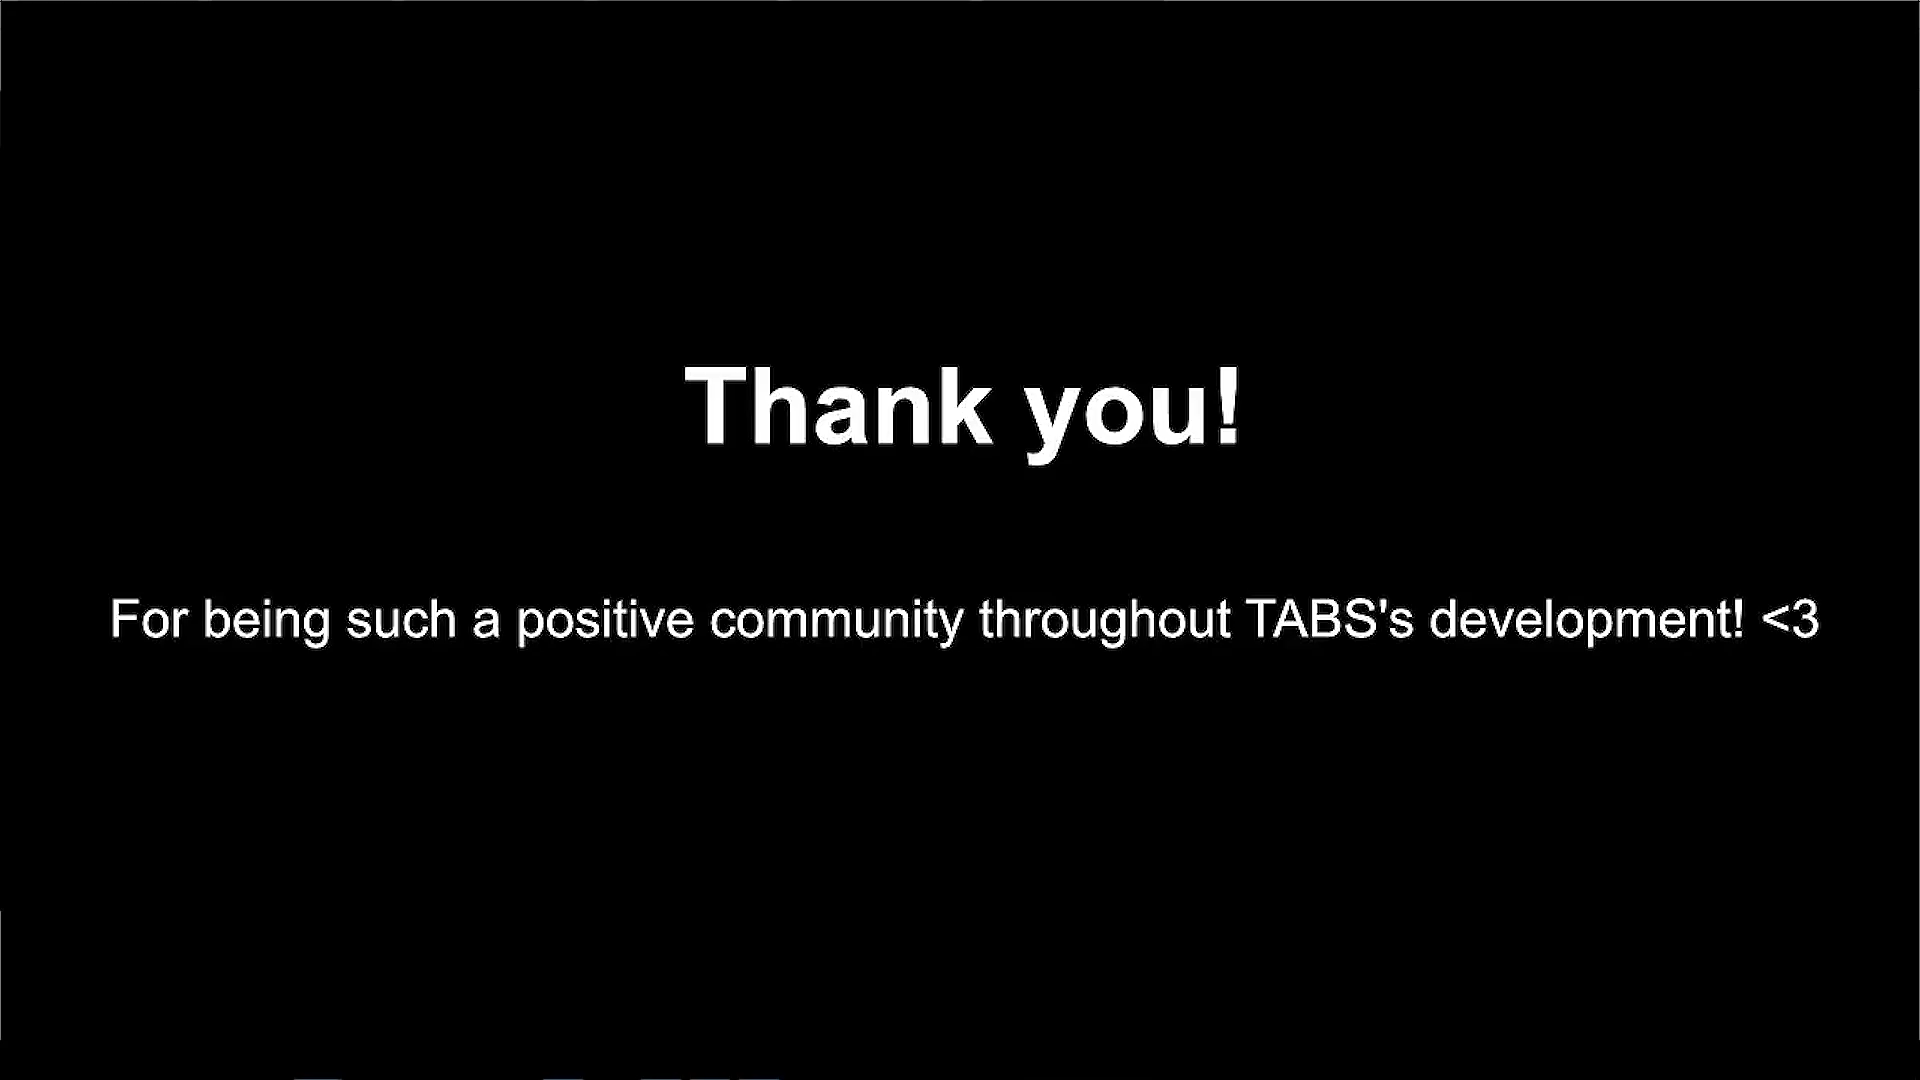 Thank you!
For being such a positive community throughout TABS's development! <3